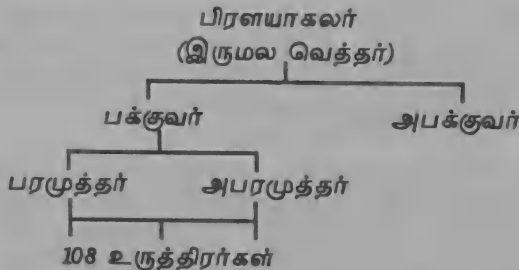 பிரளயாகலர்
(இருமல வெத்தர்)
பக்குவர் அபக்குவர்
பரமுத்தர் அபரமுத்தர்
108 உருத்திரர்கள்